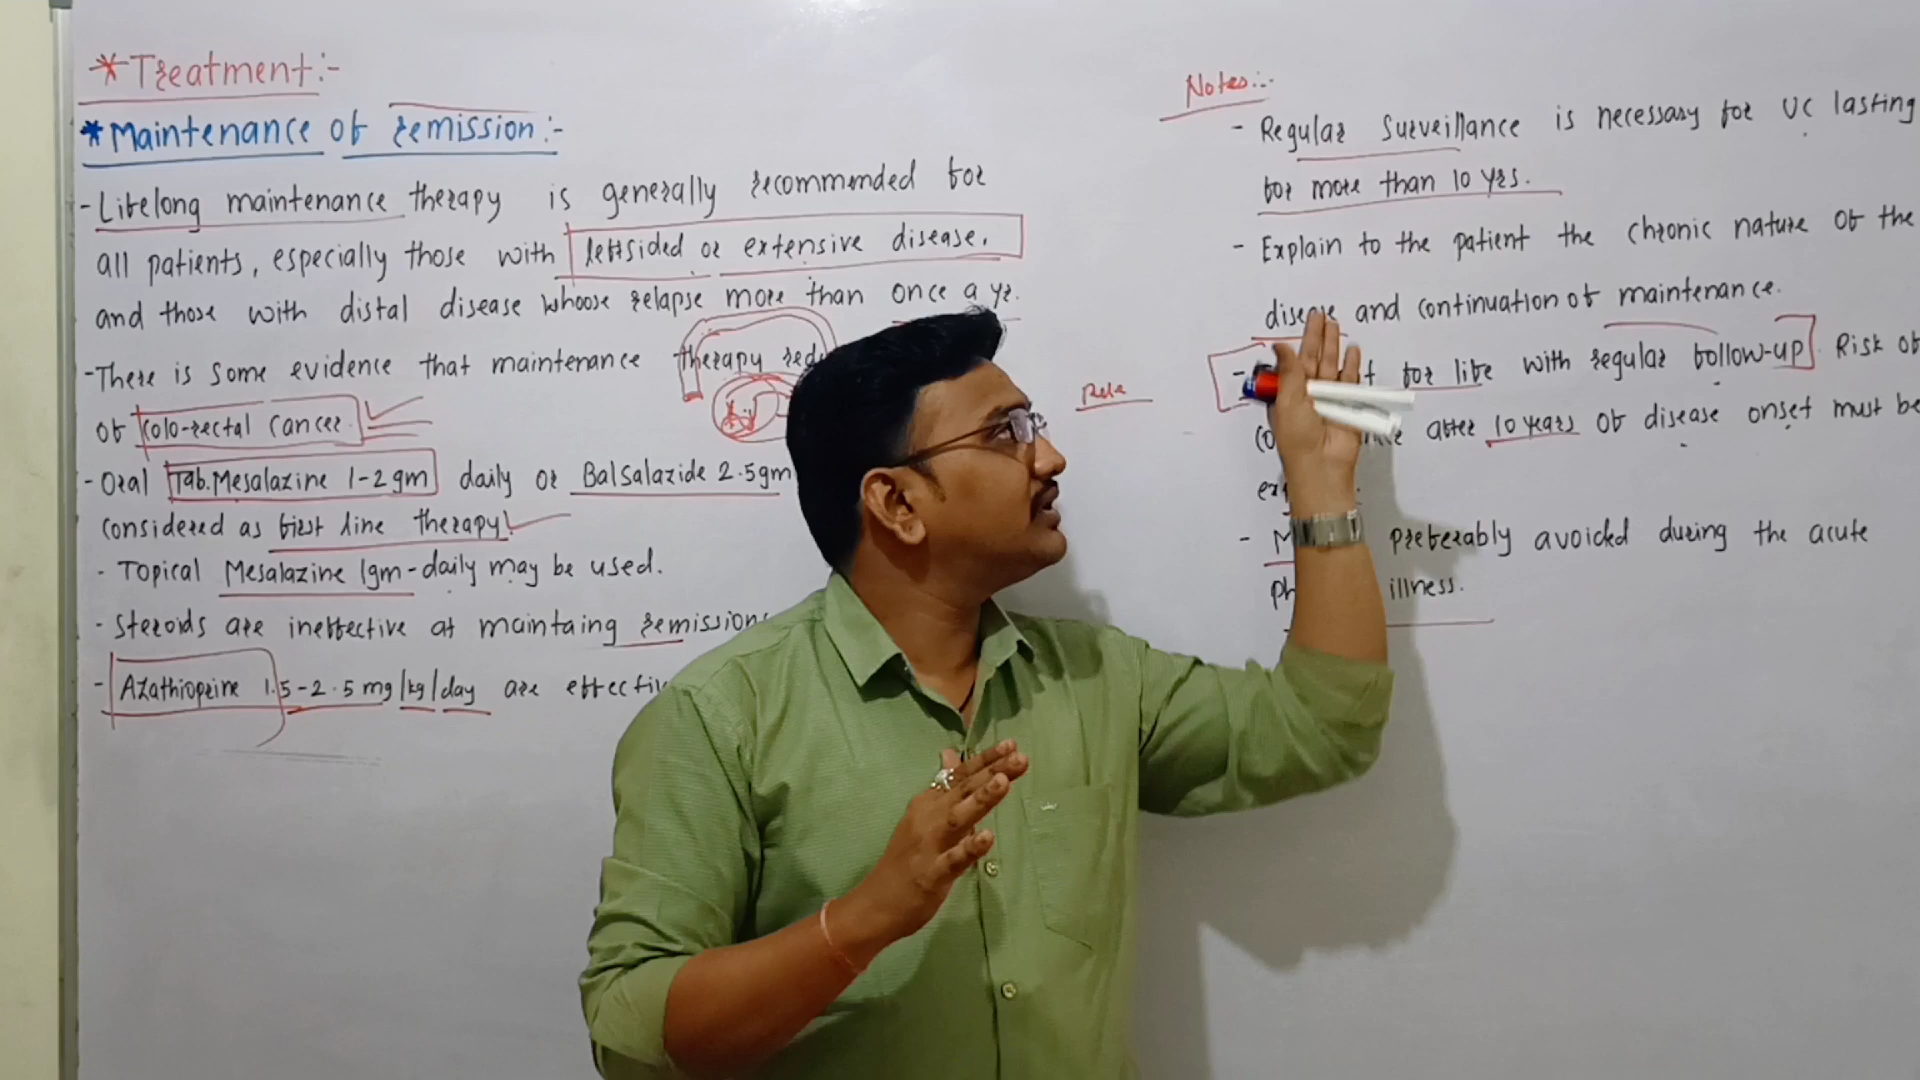 *Treatment:-
*Maintenance of remission:-
- Lifelong maintenance therapy is generally recommended for
all patients, especially those with leftsided or extensive disease,
and those with distal disease whoose relapse more than once a yr.
- There is some evidence that maintenance therapy
of Colo-rectal Cancer.
- Oral Tab. Mesalazine 1-2 gm daily or Balsalazide 2.5gm
considered as first line therapy
- Topical Mesalazine 1gm-daily may be used.
- Steroids are ineffective at maintaing remission
- Azathioprine 1.5-2.5 mg/kg/day are
Notes:-
- Regular Surveillance is necessary for UC lasting
for more than 10 yrs.
- Explain to the patient the chronic nature of the
disease and continuation of maintenance.
for life with regular follow-up. Risk of
after 10 years of disease onset must be
preferably avoided during the acute
illness.